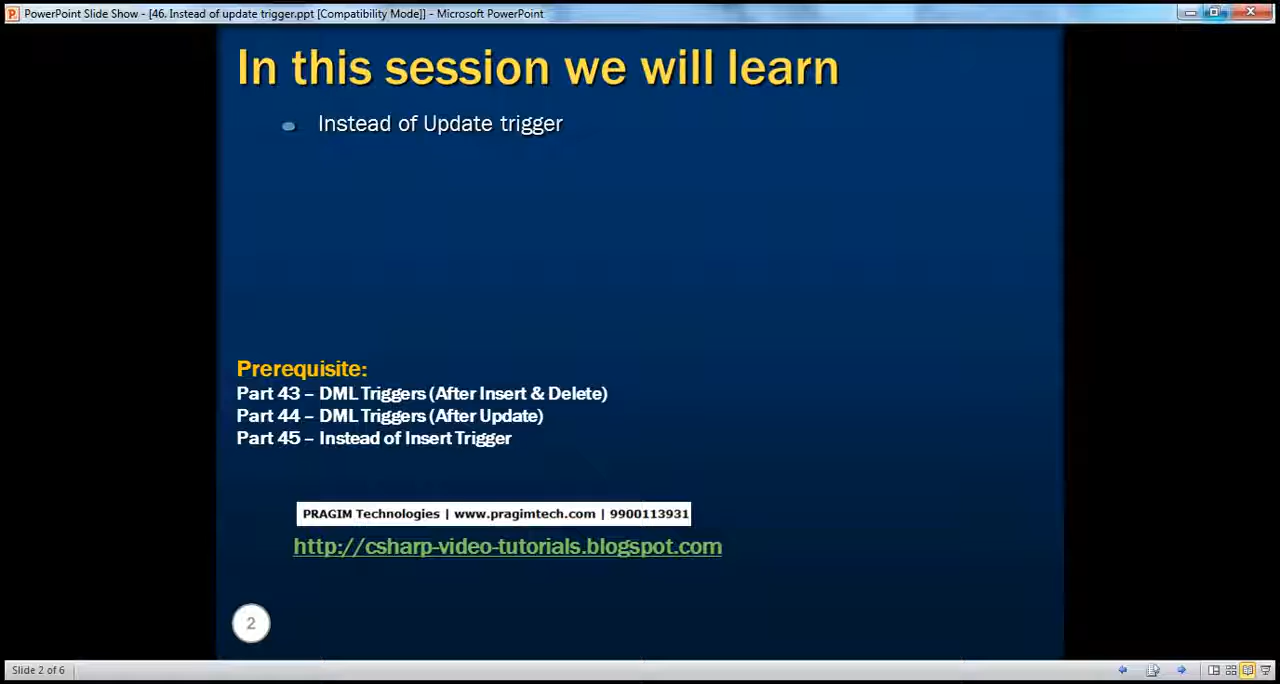 PowerPoint Slide Show - [46. Instead of update trigger.ppt [Compatibility Mode]] - Microsoft PowerPoint
In this session we will learn
Instead of Update trigger
Prerequisite:
Part 43 – DML Triggers (After Insert & Delete)
Part 44 – DML Triggers (After Update)
Part 45 – Instead of Insert Trigger
PRAGIM Technologies | www.pragimtech.com | 9900113931
http://csharp-video-tutorials.blogspot.com
2
Slide 2 of 6